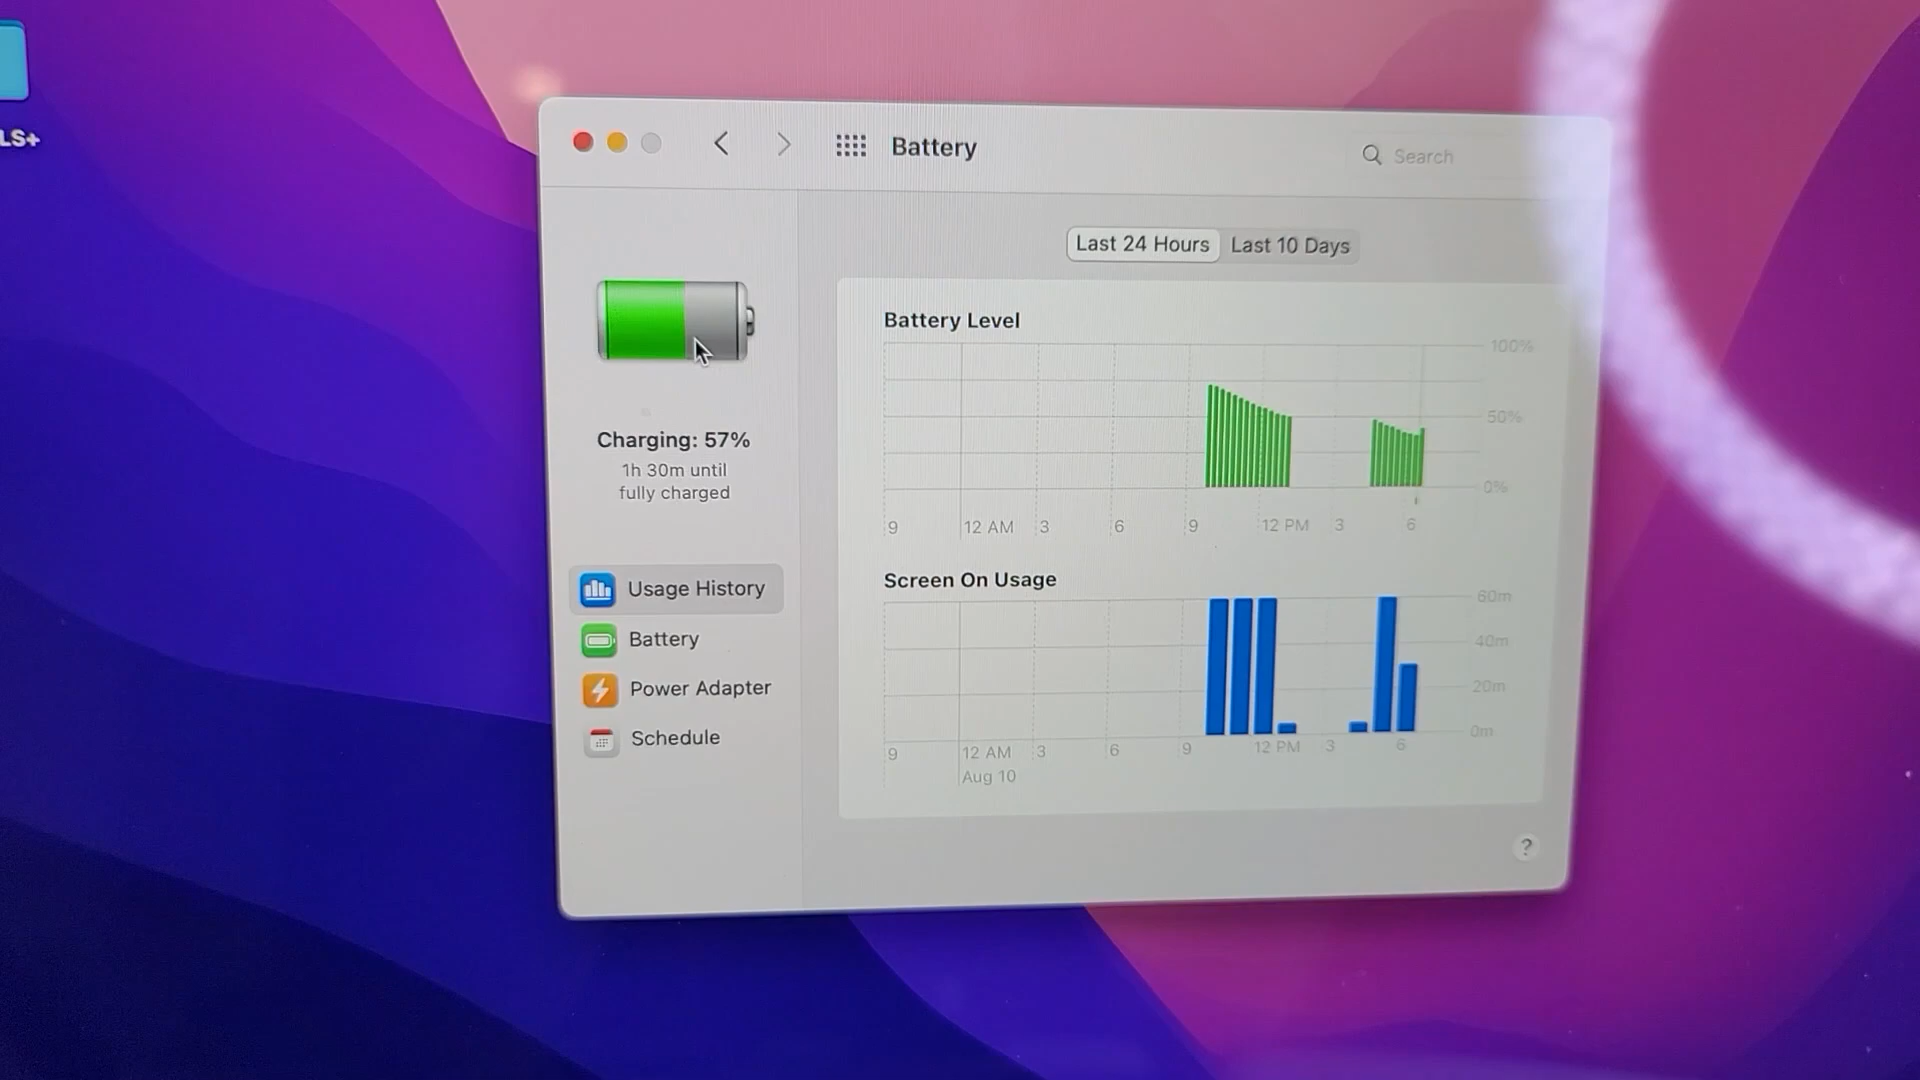 LS+
Battery
Search
Last 24 Hours Last 10 Days
Battery Level
100%
50%
0%
9 12 AM 3 6 9 12 PM 3 6
Charging: 57%
1h 30m until
fully charged
Usage History
Battery
Power Adapter
Schedule
Screen On Usage
60m
40m
20m
0m
9 12 AM 3 6 9 12 PM 3 6
Aug 10
?